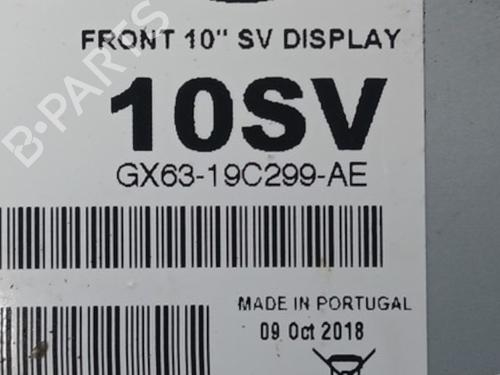 FRONT 10" SV DISPLAY
10SV
GX63-19C299-AE
MADE IN PORTUGAL
09 Oct 2018
B-PARTS